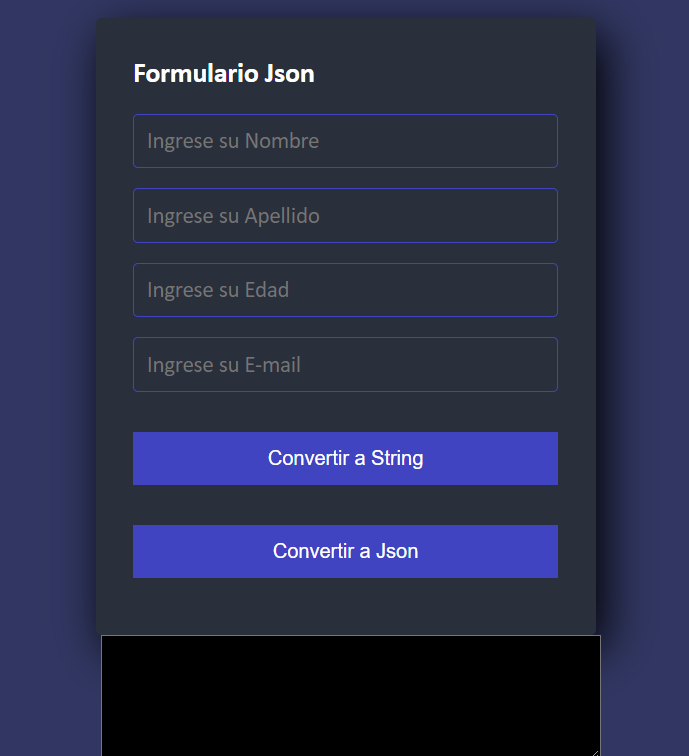 Formulario Json
Ingrese su Nombre
Ingrese su Apellido
Ingrese su Edad
Ingrese su E-mail
Convertir a String
Convertir a Json